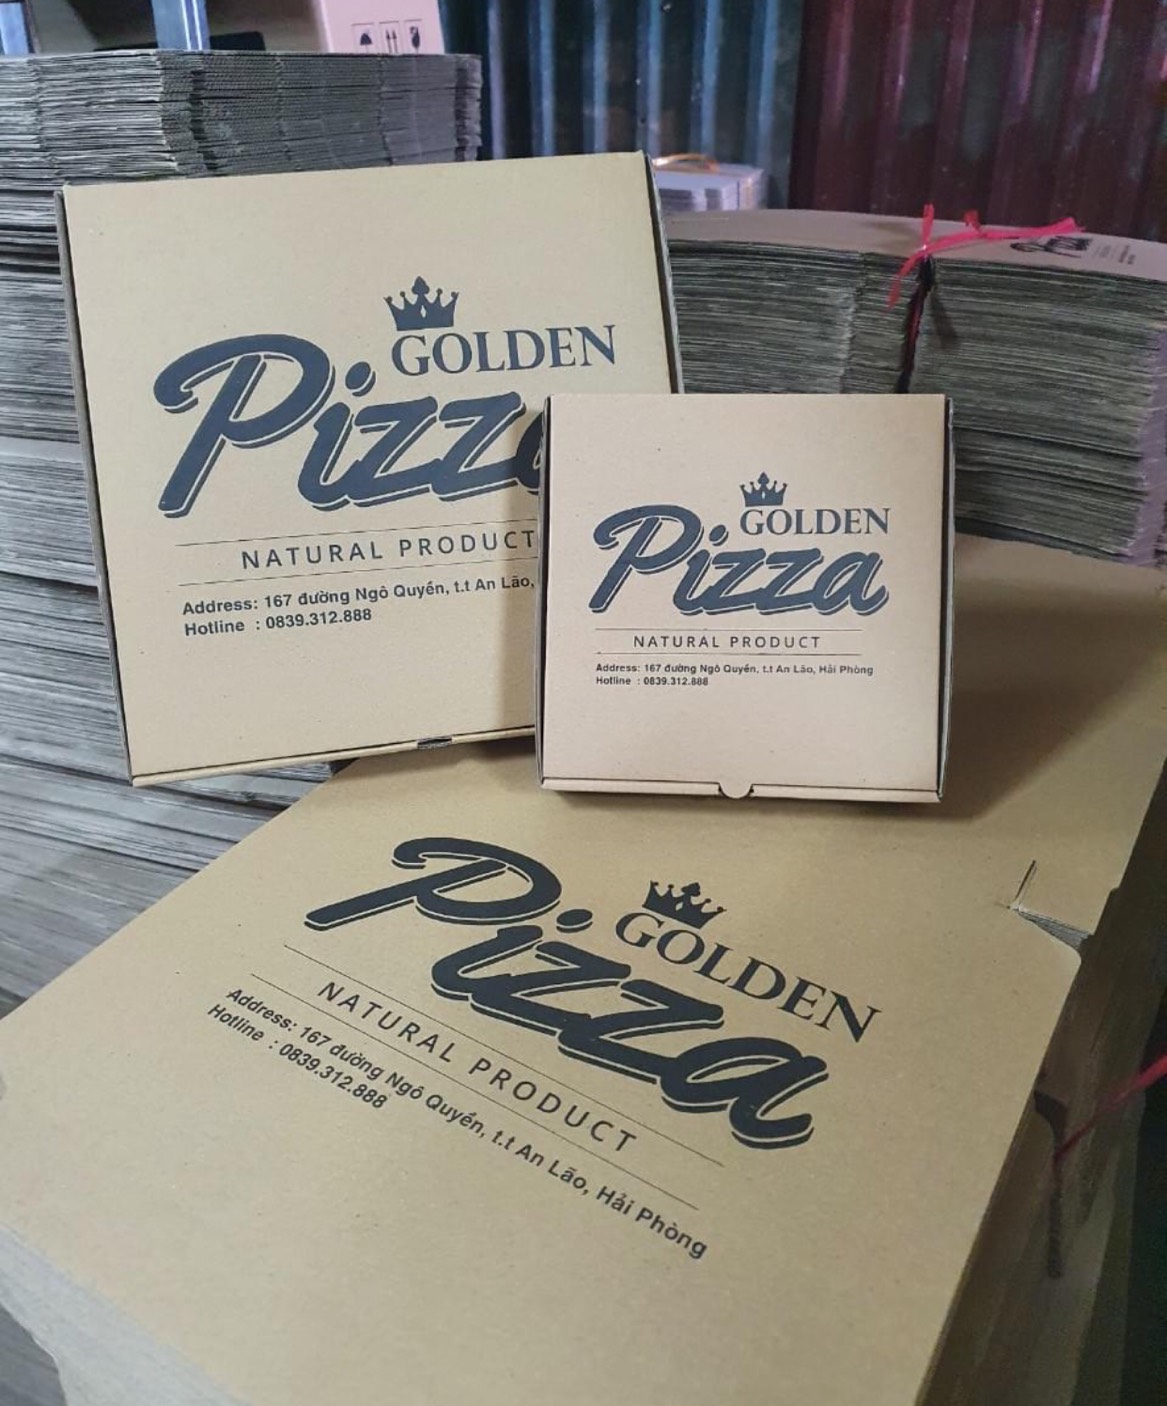 GOLDEN
Pizza
NATURAL PRODUCT
Address: 167 đường Ngô Quyền, t.t An Lão,
Hotline : 0839.312.888
GOLDEN
Pizza
NATURAL PRODUCT
Address: 167 đường Ngô Quyền, t.t An Lão, Hải Phòng
Hotline : 0839.312.888
Pizza
GOLDEN
Pizza
NATURAL PRODUCT
Address: 167 đường Ngô Quyền, t.t An Lão, Hải Phòng
Hotline : 0839.312.888